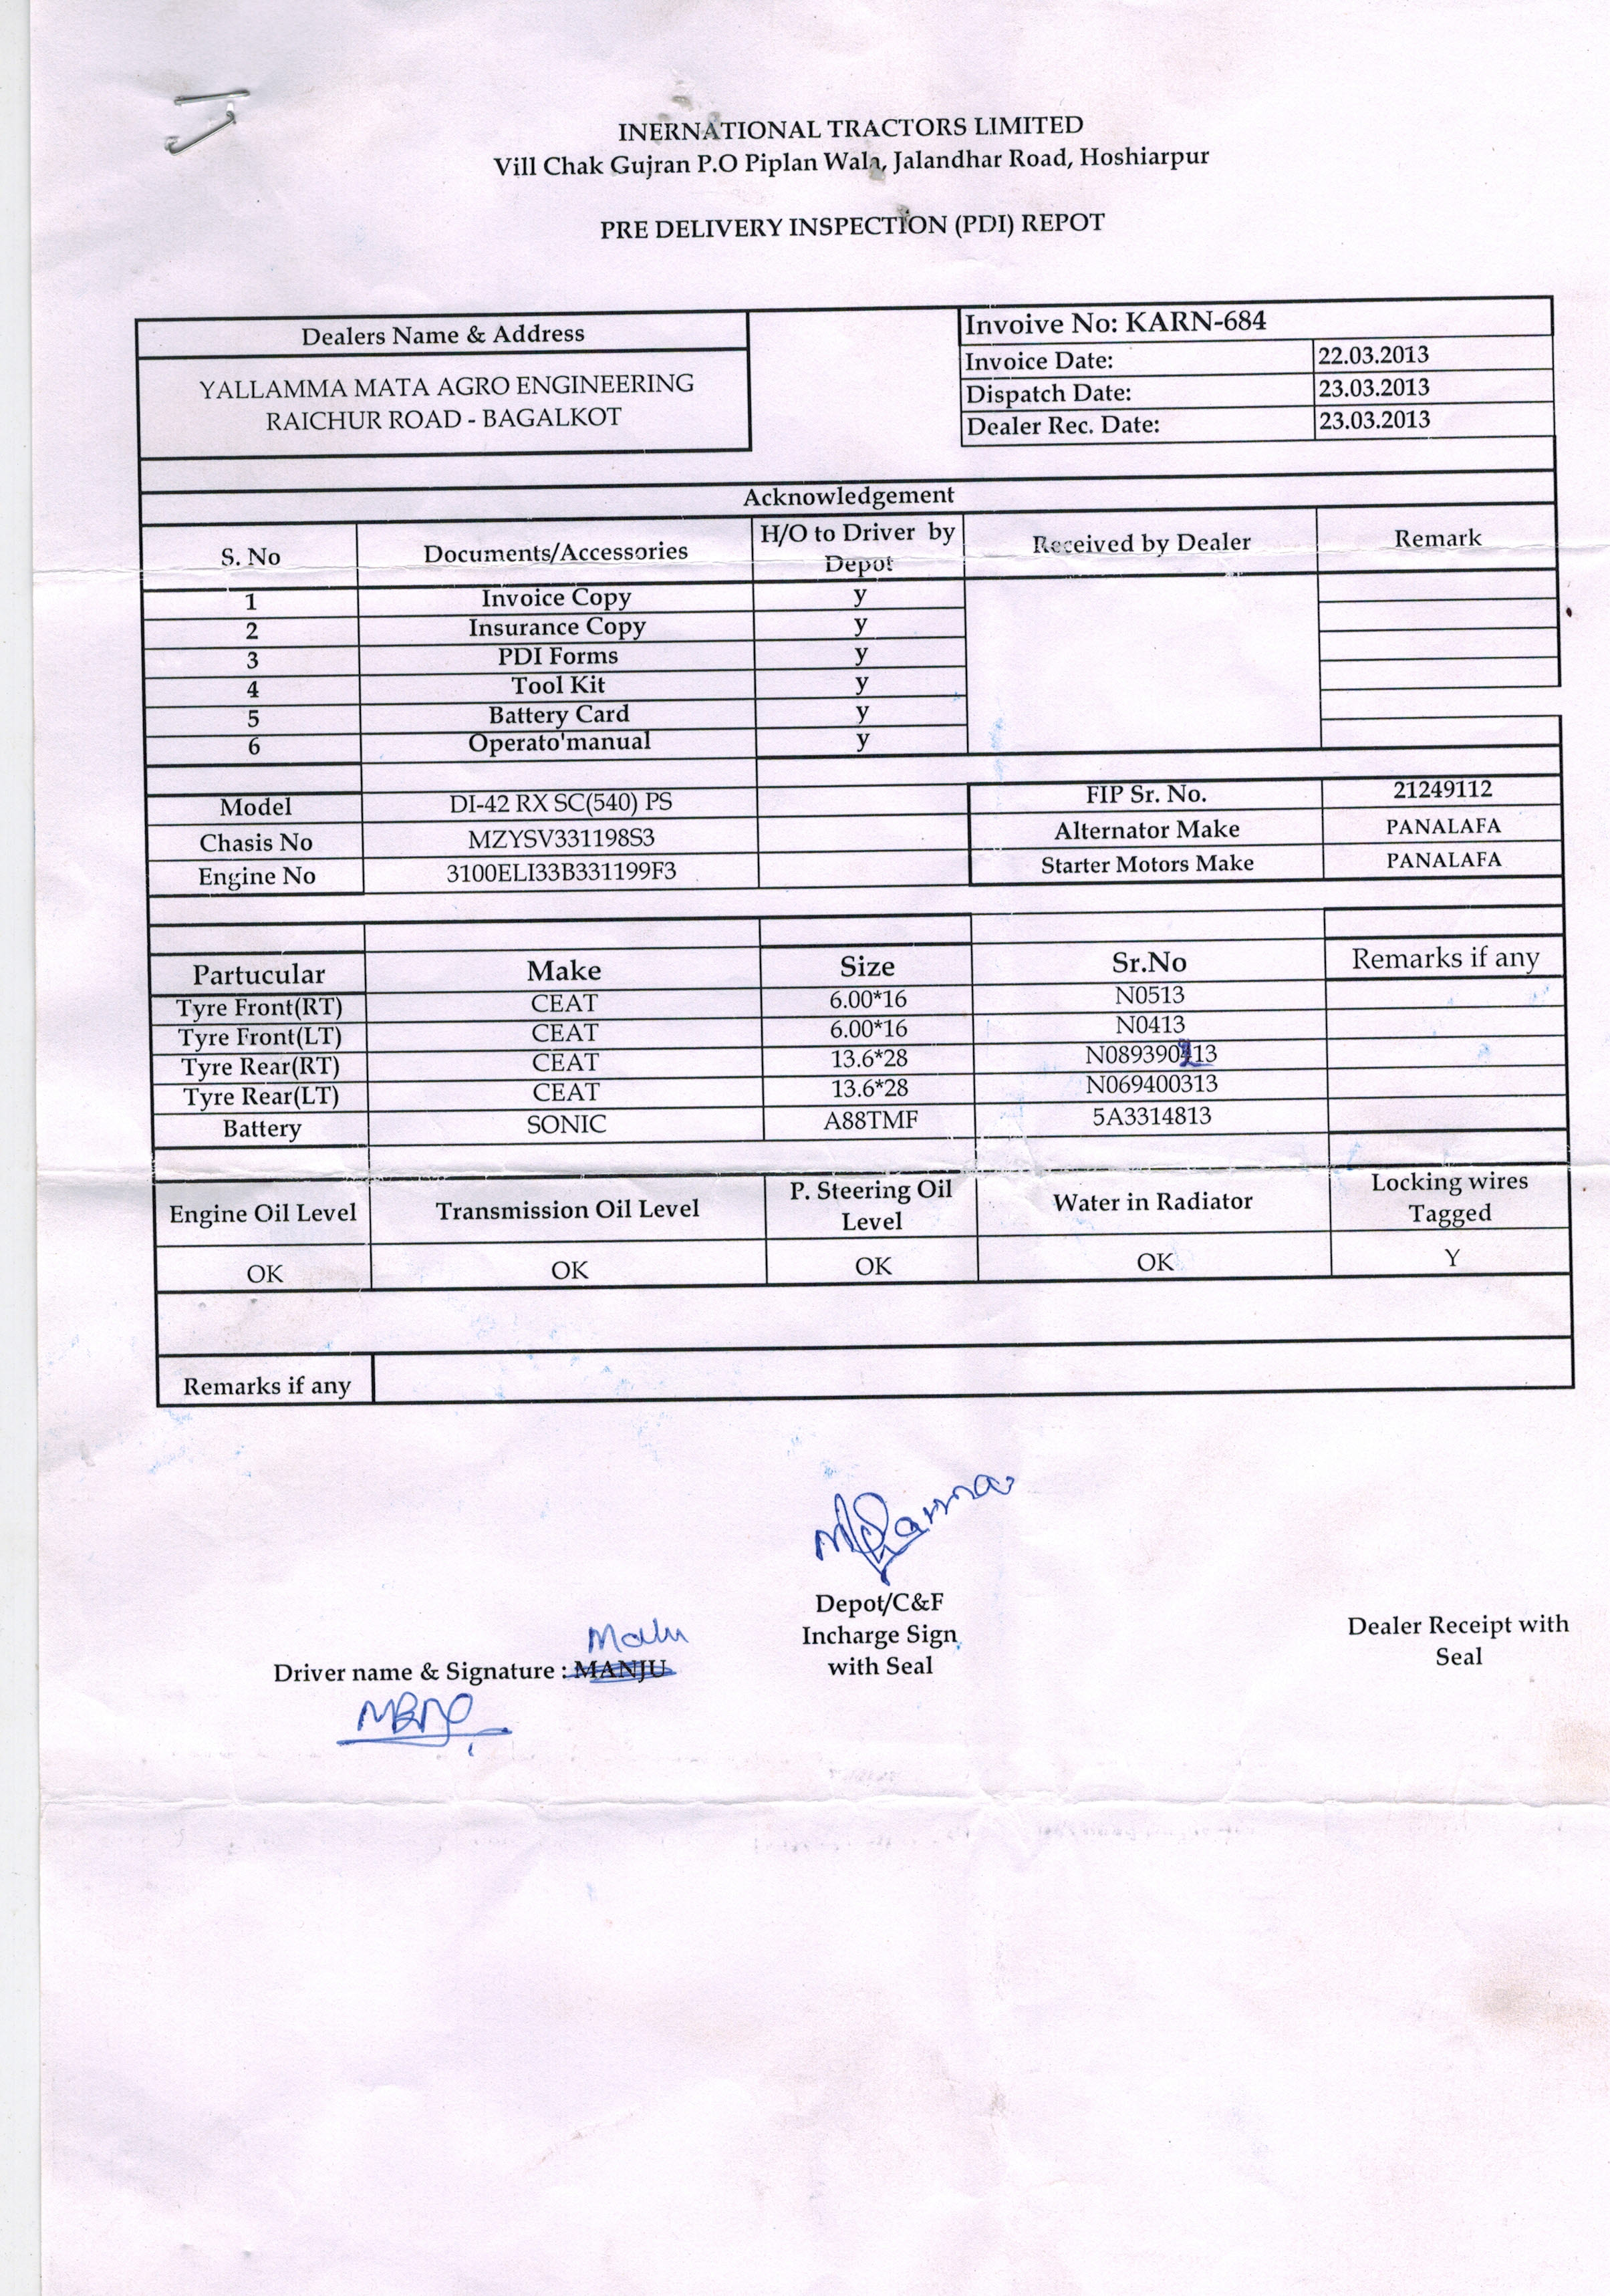 INERNATIONAL TRACTORS LIMITED
Vill Chak Gujran P.O Piplan Wala, Jalandhar Road, Hoshiarpur
PRE DELIVERY INSPECTION (PDI) REPOT
Dealers Name & Address
YALLAMMA MATA AGRO ENGINEERING
RAICHUR ROAD - BAGALKOT
Invoive No: KARN-684
Invoice Date: 22.03.2013
Dispatch Date: 23.03.2013
Dealer Rec. Date: 23.03.2013
Acknowledgement
S. No Documents/Accessories H/O to Driver by Depot Received by Dealer Remark
1 Invoice Copy y
2 Insurance Copy y
3 PDI Forms y
4 Tool Kit y
5 Battery Card y
6 Operato'manual y
Model DI-42 RX SC(540) PS FIP Sr. No. 21249112
Chasis No MZYSV331198S3 Alternator Make PANALAFA
Engine No 3100ELI33B331199F3 Starter Motors Make PANALAFA
Partucular Make Size Sr.No Remarks if any
Tyre Front(RT) CEAT 6.00*16 N0513
Tyre Front(LT) CEAT 6.00*16 N0413
Tyre Rear(RT) CEAT 13.6*28
Tyre Rear(LT) CEAT 13.6*28 N069400313
Battery SONIC A88TMF 5A3314813
Engine Oil Level Transmission Oil Level P. Steering Oil Level Water in Radiator Locking wires Tagged
OK OK OK OK Y
Remarks if any
Depot/C&F
Incharge Sign
with Seal
Dealer Receipt with
Seal
Driver name & Signature : MANJU